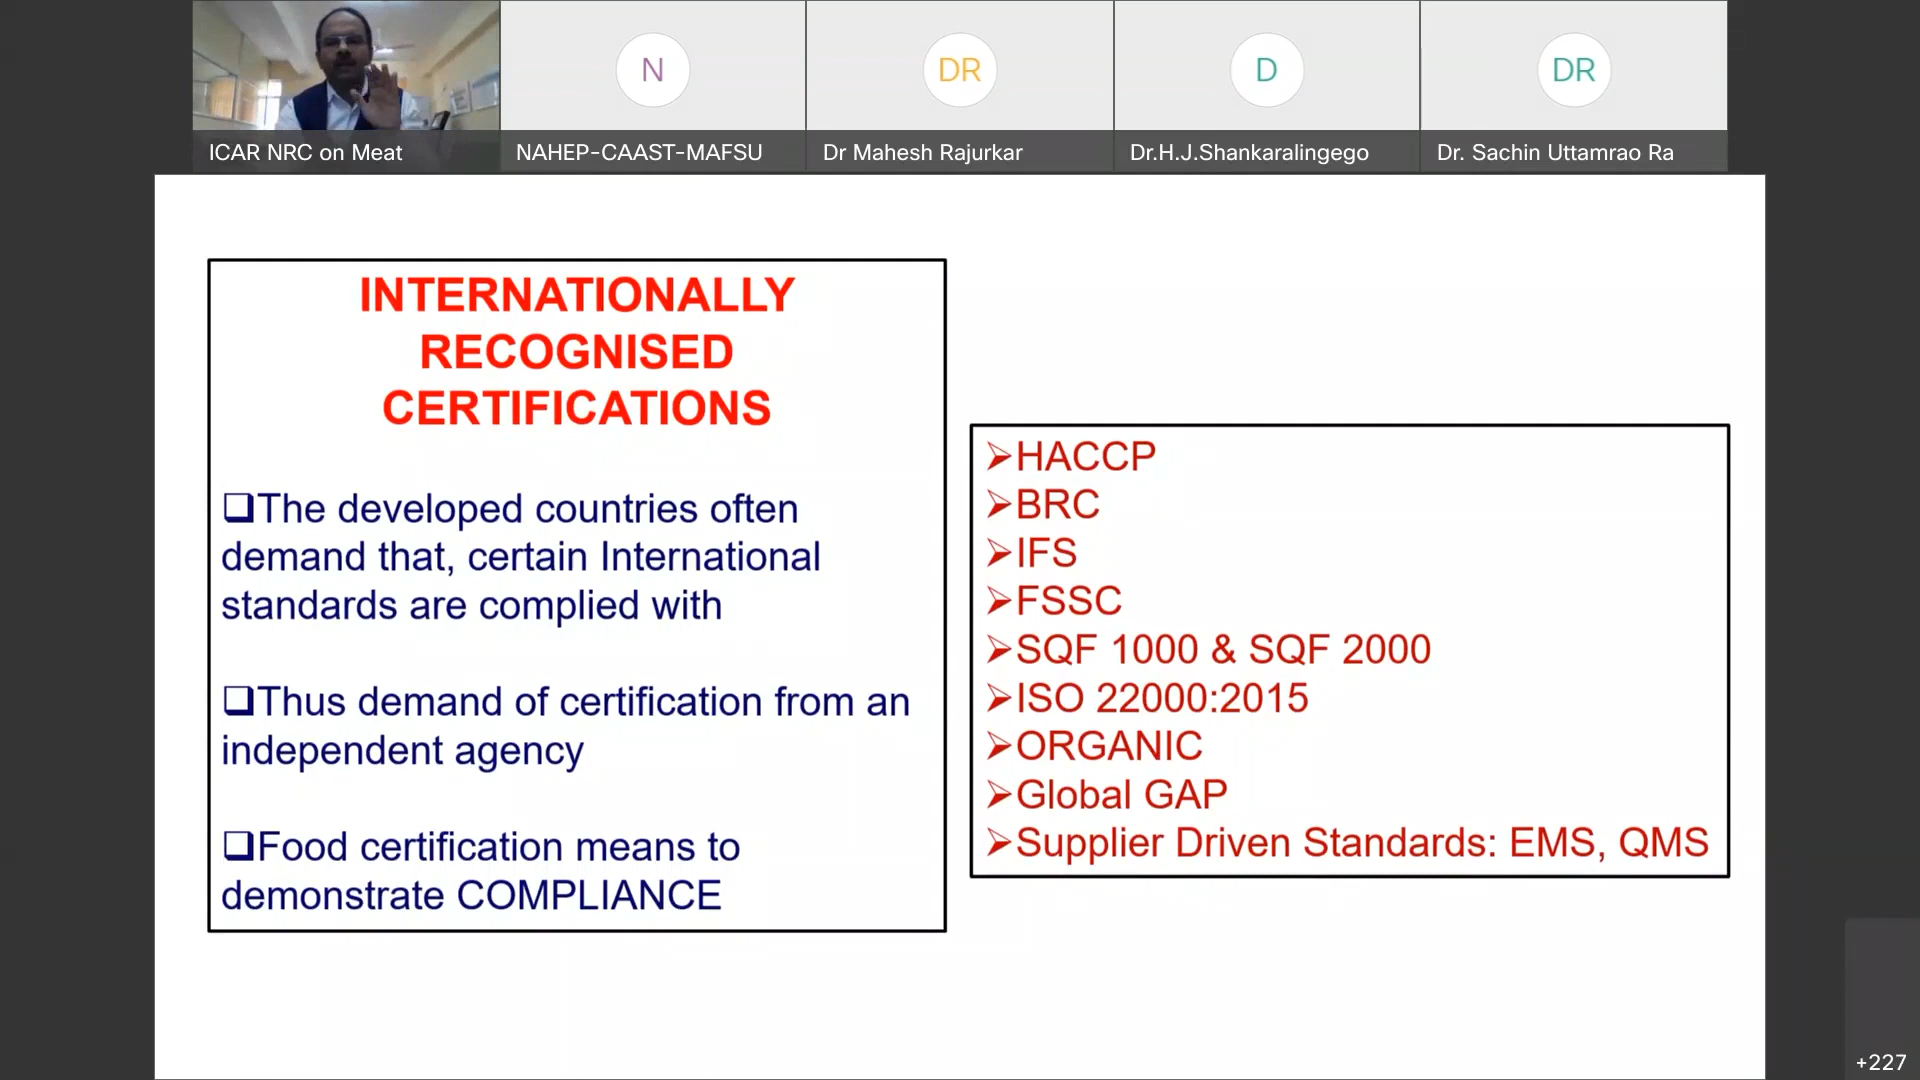 N
DR
D
DR
ICAR NRC on Meat
NAHEP-CAAST-MAFSU
Dr Mahesh Rajurkar
Dr.H.J.Shankaralingego
Dr. Sachin Uttamrao Ra
INTERNATIONALLY
RECOGNISED
CERTIFICATIONS
❑The developed countries often
demand that, certain International
standards are complied with
❑Thus demand of certification from an
independent agency
❑Food certification means to
demonstrate COMPLIANCE
➢HACCP
➢BRC
➢IFS
➢FSSC
➢SQF 1000 & SQF 2000
➢ISO 22000:2015
➢ORGANIC
➢Global GAP
➢Supplier Driven Standards: EMS, QMS
+227